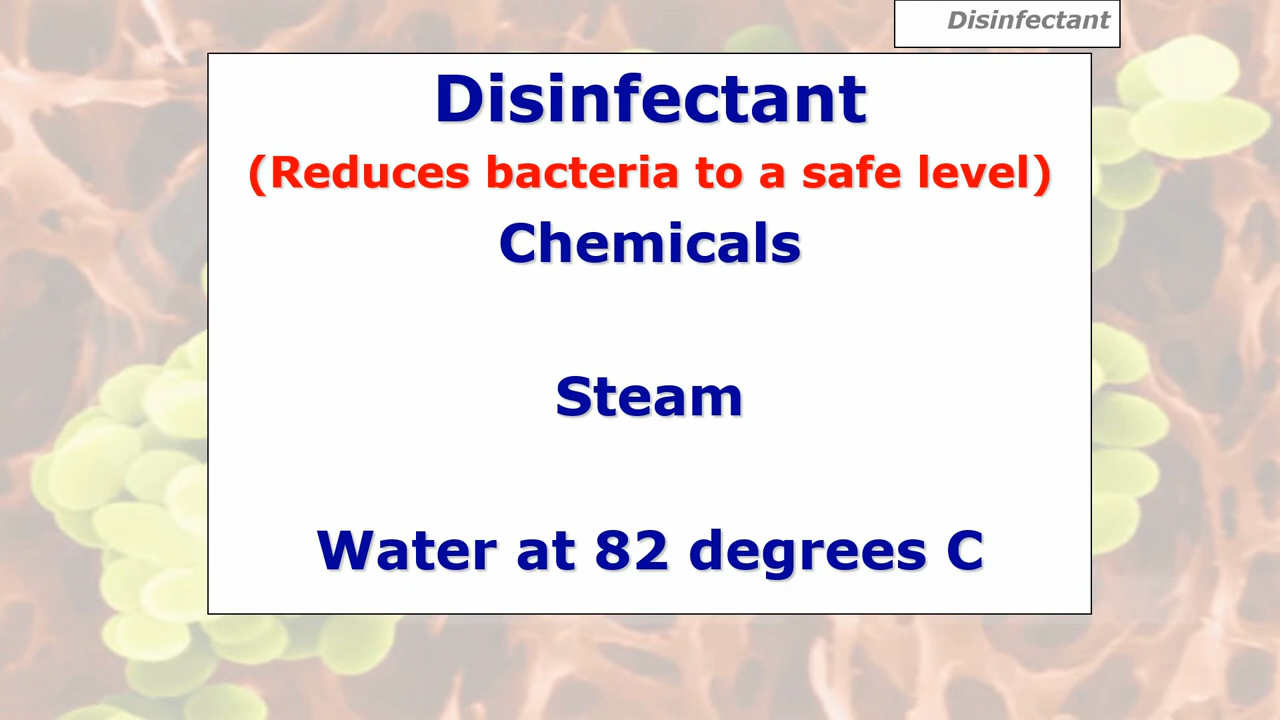 Disinfectant
Disinfectant
(Reduces bacteria to a safe level)
Chemicals
Steam
Water at 82 degrees C